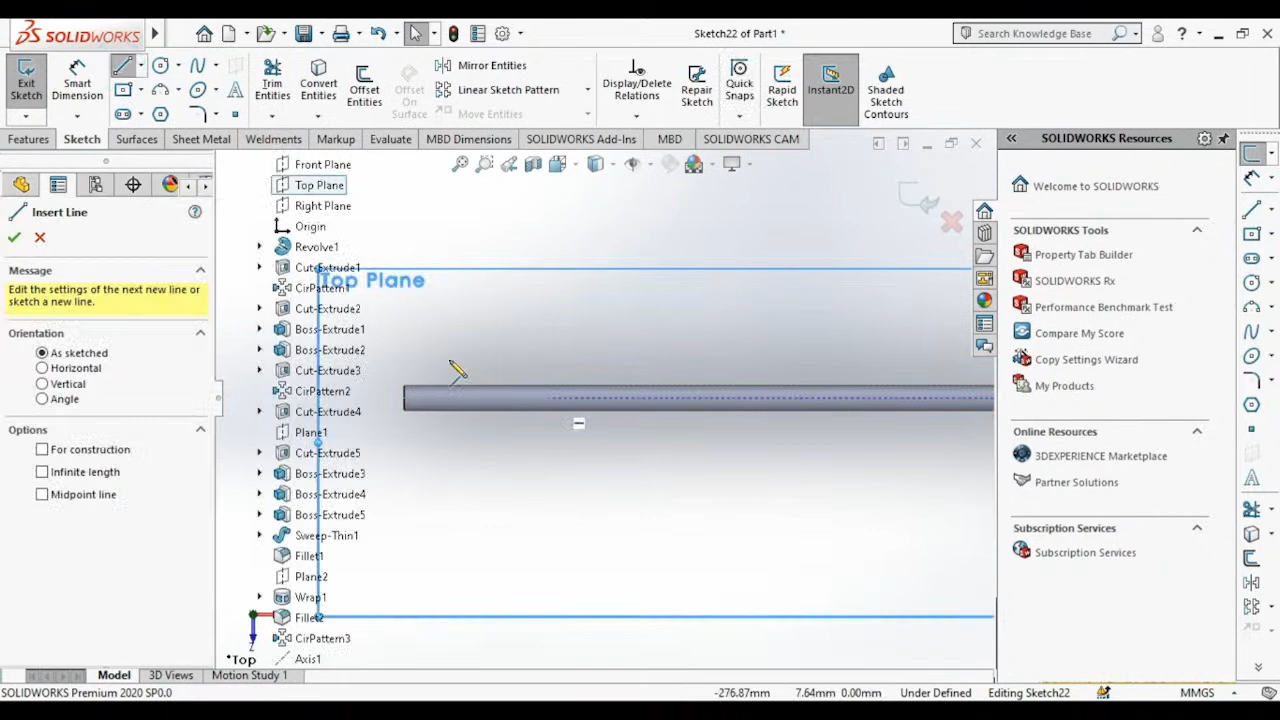 SOLIDWORKS
Sketch22 of Part1 *
Search Knowledge Base
?
Exit Sketch
Smart Dimension
Trim Entities
Convert Entities
Offset Entities
Offset On Surface
Mirror Entities
Linear Sketch Pattern
Move Entities
Display/Delete Relations
Repair Sketch
Quick Snaps
Rapid Sketch
Instant2D
Shaded Sketch Contours
Features
Sketch
Surfaces
Sheet Metal
Weldments
Markup
Evaluate
MBD Dimensions
SOLIDWORKS Add-Ins
MBD
SOLIDWORKS CAM
Insert Line
Message
Edit the settings of the next new line or
sketch a new line.
Orientation
As sketched
Horizontal
Vertical
Angle
Options
For construction
Infinite length
Midpoint line
Front Plane
Top Plane
Right Plane
Origin
Revolve1
Cut-Extrude1
CirPattern1
Cut-Extrude2
Boss-Extrude1
Boss-Extrude2
Cut-Extrude3
CirPattern2
Cut-Extrude4
Plane1
Cut-Extrude5
Boss-Extrude3
Boss-Extrude4
Boss-Extrude5
Sweep-Thin1
Fillet1
Plane2
Wrap1
Fillet2
CirPattern3
Axis1
Top Plane
Z
*Top
SOLIDWORKS Resources
Welcome to SOLIDWORKS
SOLIDWORKS Tools
Property Tab Builder
SOLIDWORKS Rx
Performance Benchmark Test
Compare My Score
Copy Settings Wizard
My Products
Online Resources
3DEXPERIENCE Marketplace
Partner Solutions
Subscription Services
Subscription Services
Model
3D Views
Motion Study 1
SOLIDWORKS Premium 2020 SP0.0
-276.87mm
7.64mm 0.00mm
Under Defined
Editing Sketch22
MMGS